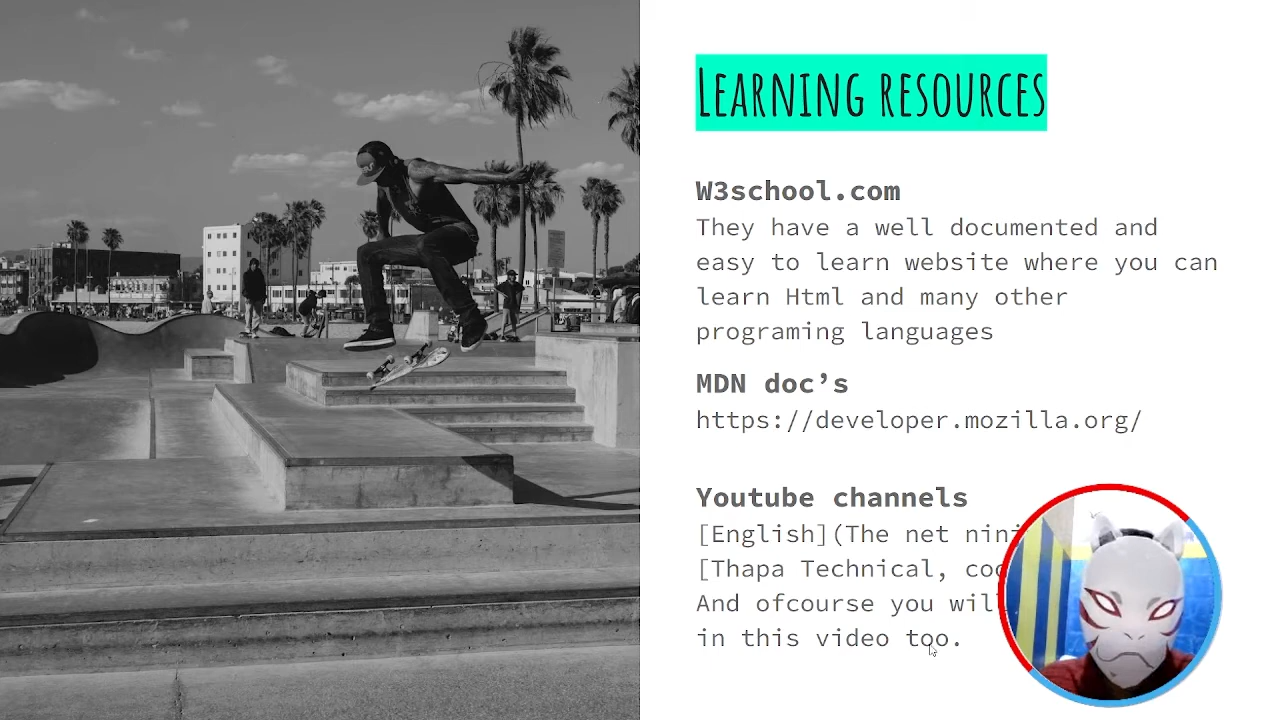 LEARNING RESOURCES
W3school.com
They have a well documented and
easy to learn website where you can
learn Html and many other
programing languages
MDN doc’s
https://developer.mozilla.org/
Youtube channels
[English](The net
[Thapa Technical,
And ofcourse you
in this video too.